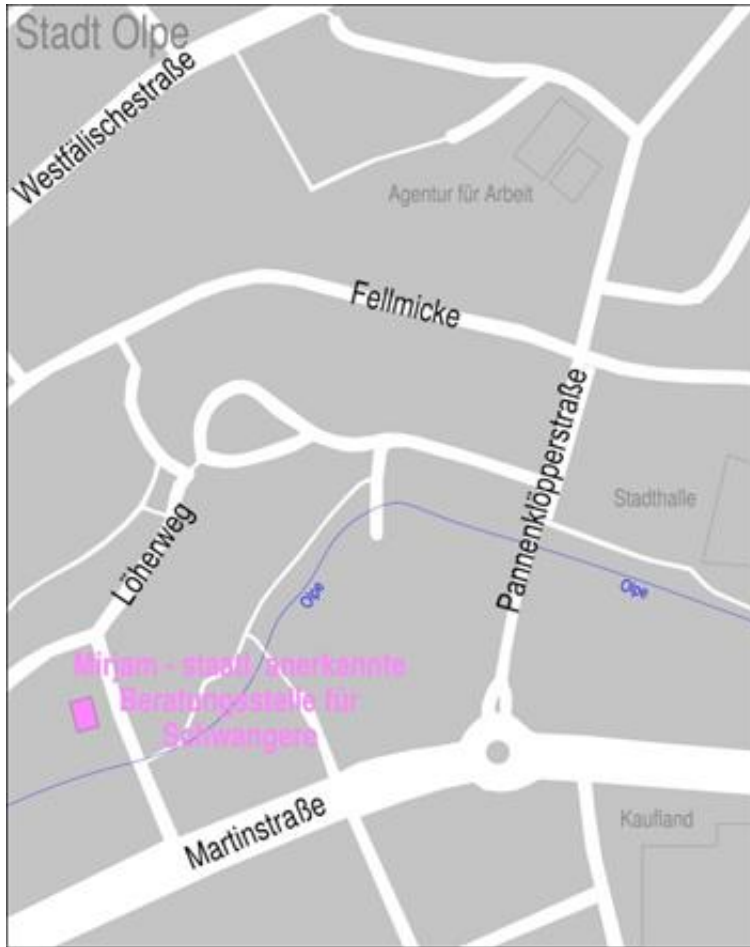 Stadt Olpe
Westfälischestraße
Agentur für Arbeit
Fellmicke
Pannenklöpperstraße
Stadthalle
Löherweg
Olpe
Olpe
Mirjam - staatl. anerkannte
Beratungsstelle für
Schwangere
Martinstraße
Kaufland